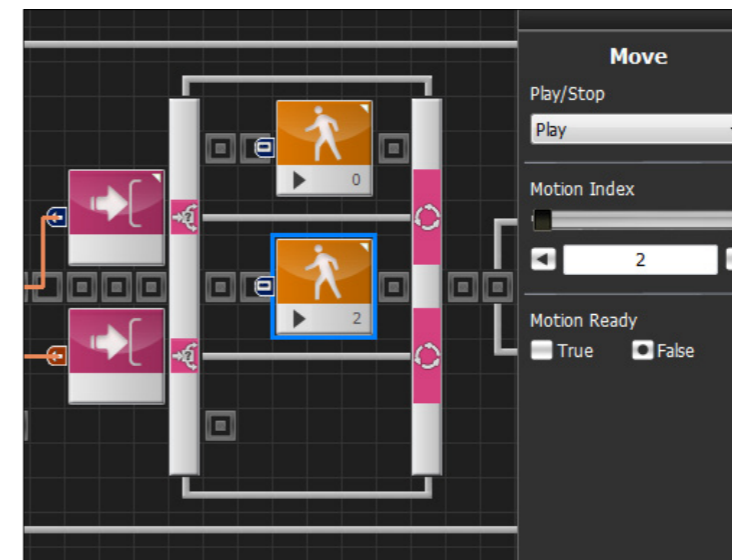 Move
Play/Stop
Play
0
Motion Index
2
2
Motion Ready
True False